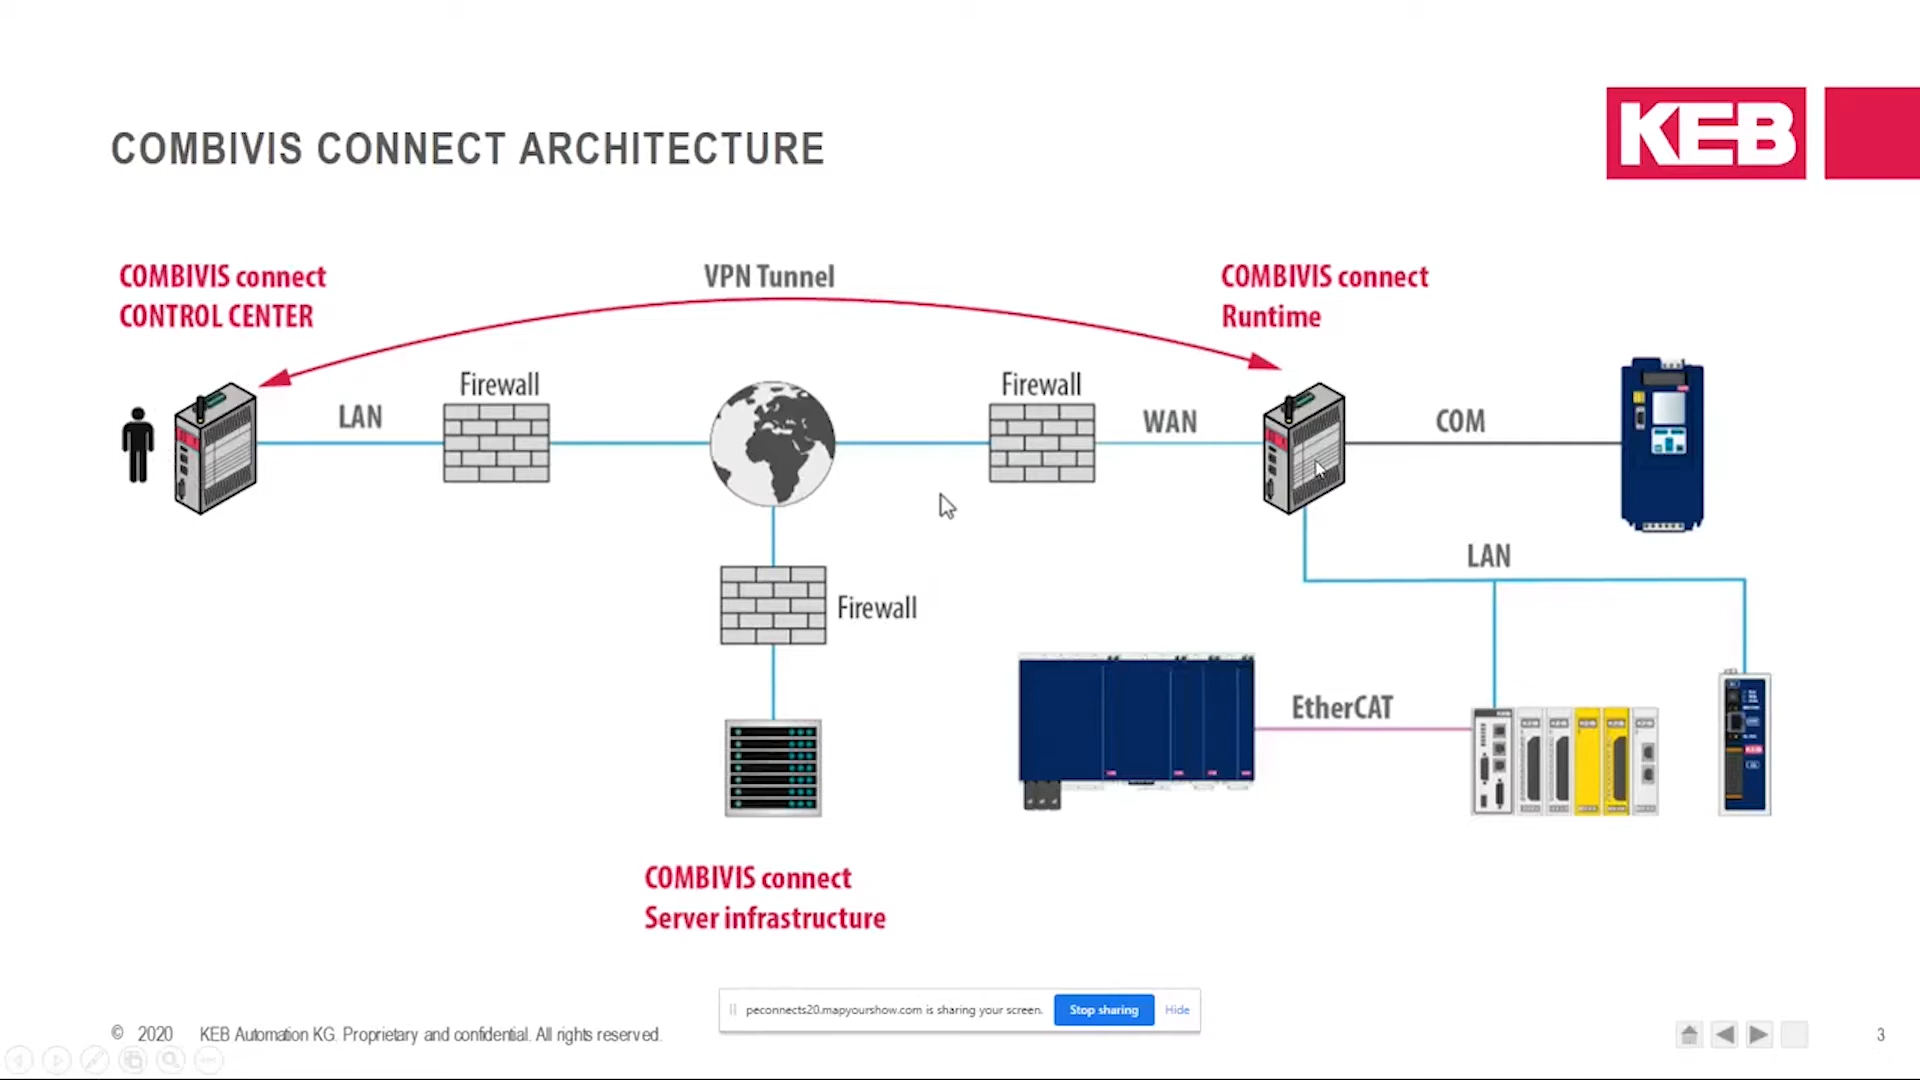 KEB
COMBIVIS CONNECT ARCHITECTURE
COMBIVIS connect
CONTROL CENTER
VPN Tunnel
COMBIVIS connect
Runtime
Firewall
Firewall
LAN
WAN
COM
LAN
Firewall
EtherCAT
COMBIVIS connect
Server infrastructure
peconnects20.mapyourshow.com is sharing your screen.
Stop sharing
Hide
© 2020 KEB Automation KG. Proprietary and confidential. All rights reserved.
3